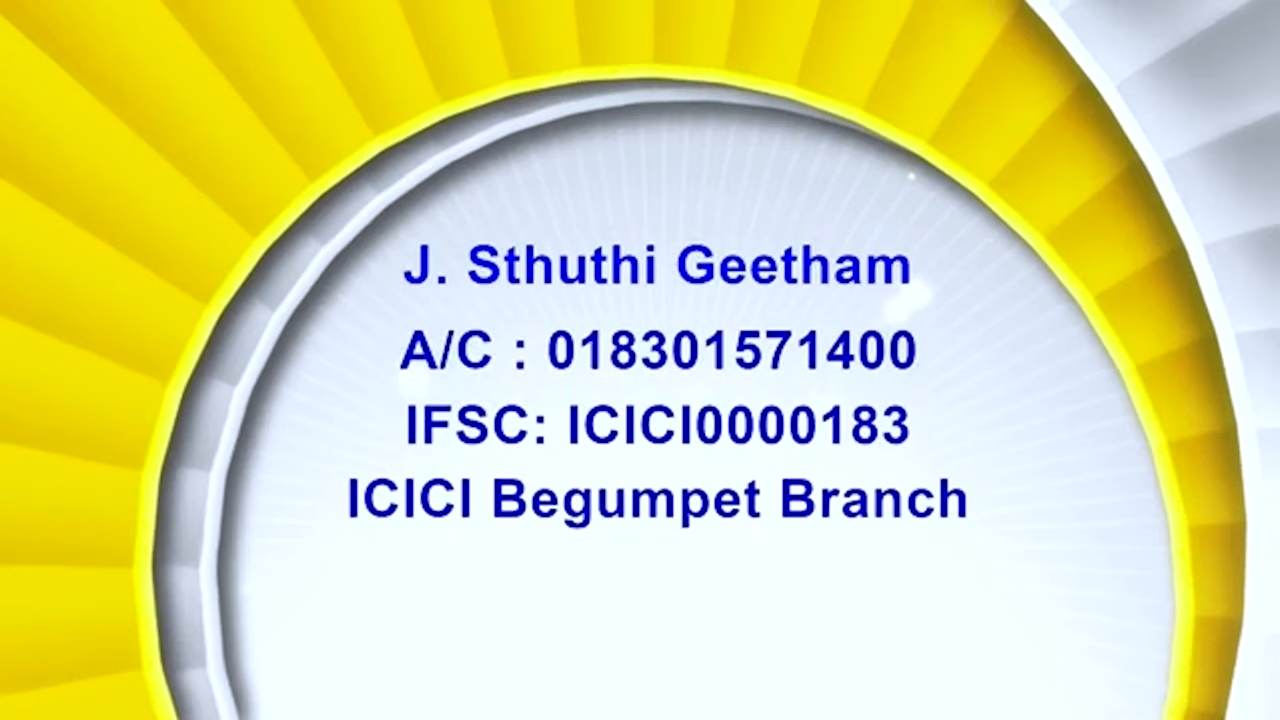 J. Sthuthi Geetham
A/C : 018301571400
IFSC: ICICI0000183
ICICI Begumpet Branch